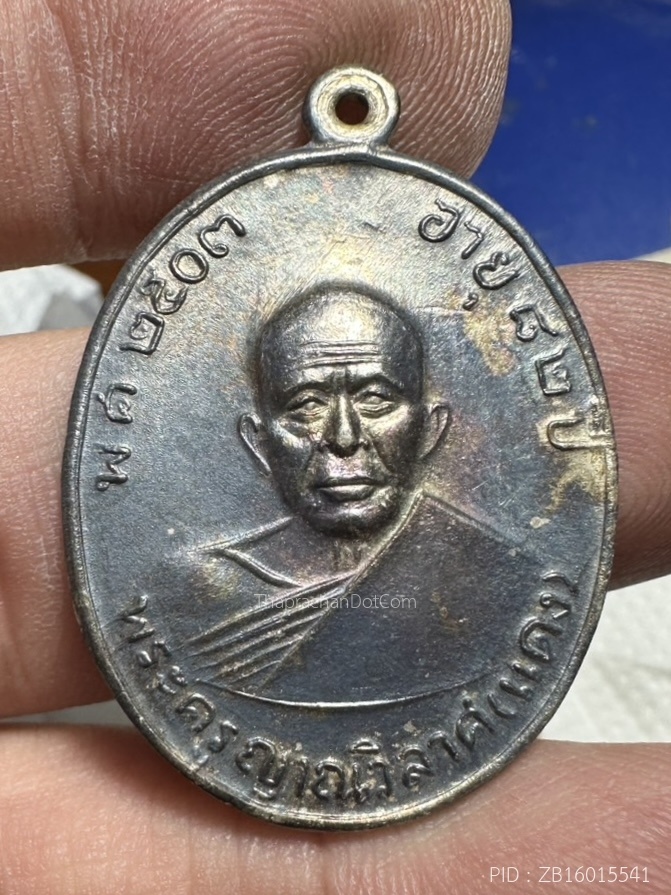 พ ศ ๒๕๐๓
อายุ ๘๒ ปี
พระครูญาณวิลาศ(แดง)
ThaprachanDotCom
PID : ZB16015541